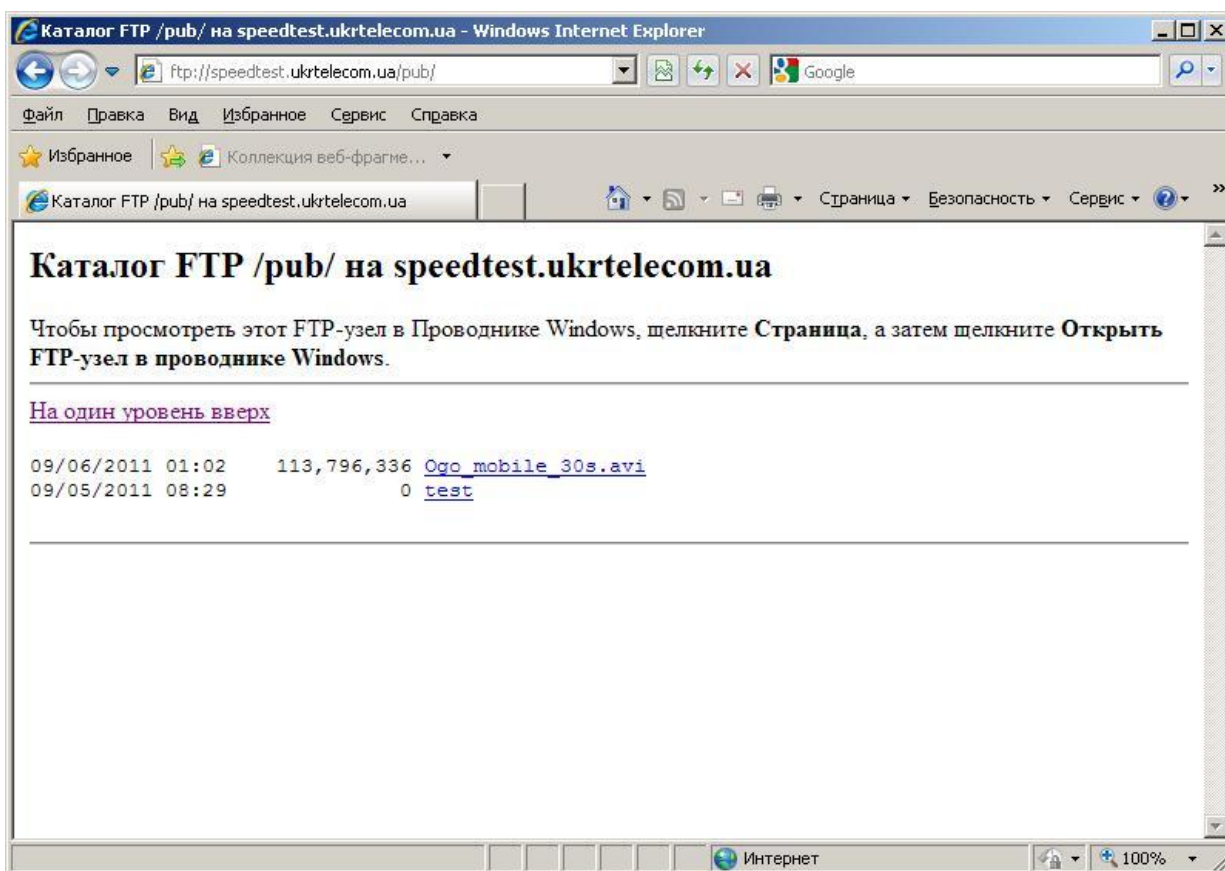 Каталог FTP /pub/ на speedtest.ukrtelecom.ua - Windows Internet Explorer
ftp://speedtest.ukrtelecom.ua/pub/ Google
Файл Правка Вид Избранное Сервис Справка
Избранное Коллекция веб-фрагме...
Каталог FTP /pub/ на speedtest.ukrtelecom.ua Страница Безопасность Сервис »
Каталог FTP /pub/ на speedtest.ukrtelecom.ua
Чтобы просмотреть этот FTP-узел в Проводнике Windows, щелкните Страница, а затем щелкните Открыть
FTP-узел в проводнике Windows.
На один уровень вверх
09/06/2011 01:02 113,796,336 Ogo_mobile_30s.avi
09/05/2011 08:29 0 test
Интернет 100%